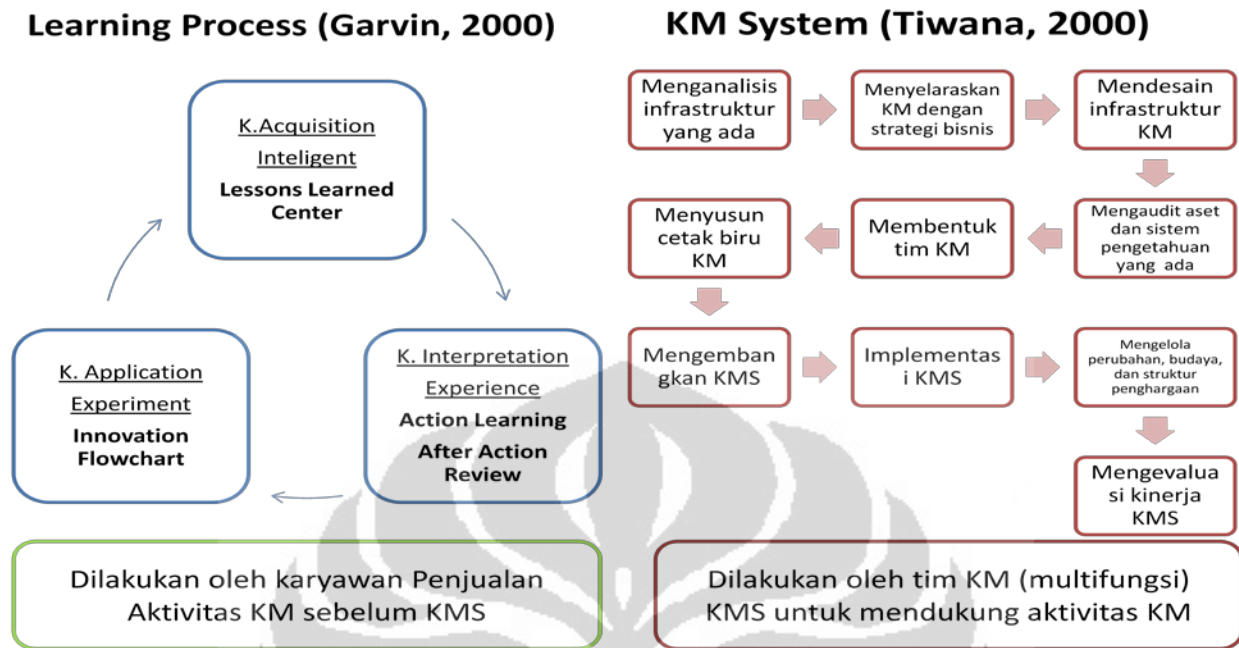 Learning Process (Garvin, 2000)
K.Acquisition
Inteligent
Lessons Learned
Center
K. Application
Experiment
Innovation
Flowchart
K. Interpretation
Experience
Action Learning
After Action
Review
Dilakukan oleh karyawan Penjualan
Aktivitas KM sebelum KMS
KM System (Tiwana, 2000)
Menganalisis
infrastruktur
yang ada
Menyelaraskan
KM dengan
strategi bisnis
Mendesain
infrastruktur
KM
Mengaudit aset
dan sistem
pengetahuan
yang ada
Membentuk
tim KM
Menyusun
cetak biru
KM
Mengemban
gkan KMS
Implementas
i KMS
Mengelola
perubahan, budaya,
dan struktur
penghargaan
Mengevalua
si kinerja
KMS
Dilakukan oleh tim KM (multifungsi)
KMS untuk mendukung aktivitas KM